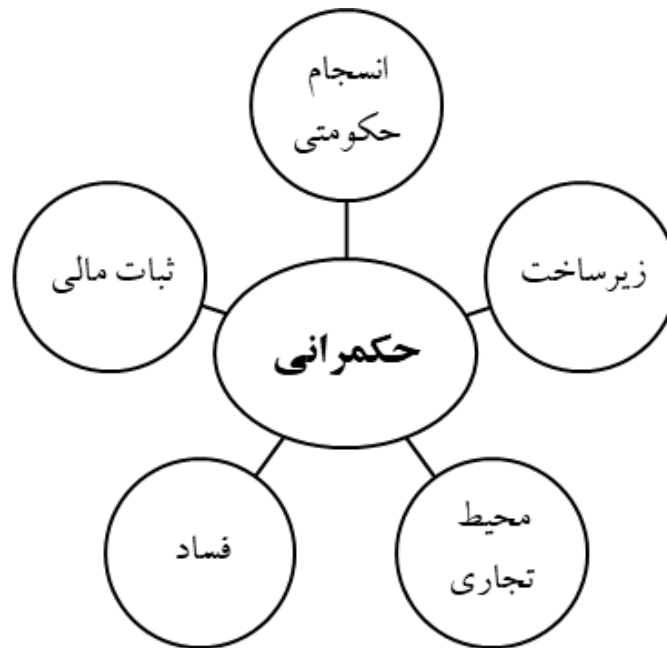 انسجام
حکومتی
زیرساخت
ثبات مالی
حکمرانی
محیط
تجاری
فساد